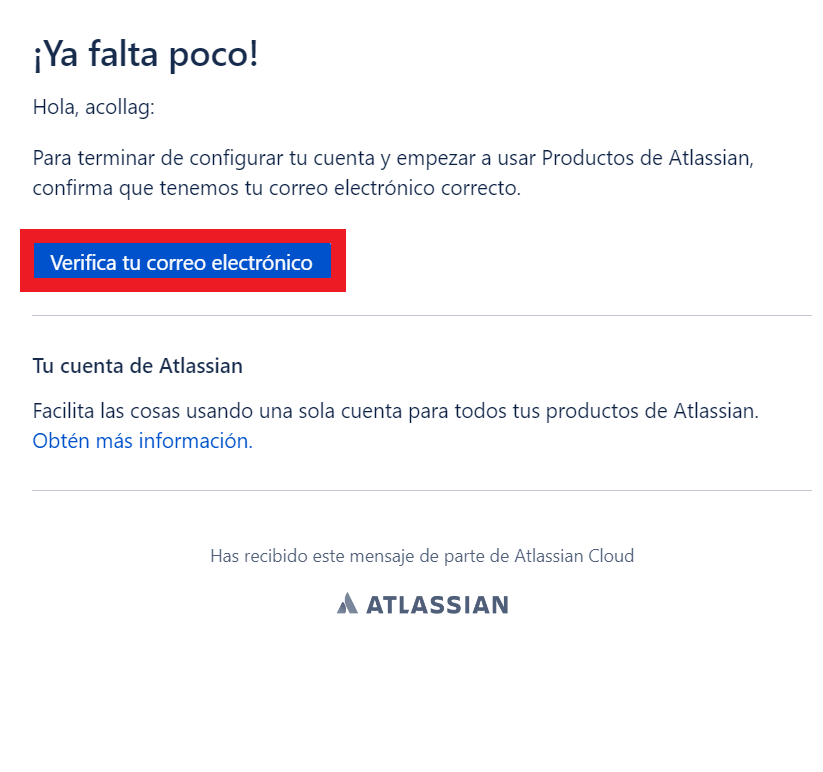 ¡Ya falta poco!
Hola, acollag:
Para terminar de configurar tu cuenta y empezar a usar Productos de Atlassian,
confirma que tenemos tu correo electrónico correcto.
Verifica tu correo electrónico
Tu cuenta de Atlassian
Facilita las cosas usando una sola cuenta para todos tus productos de Atlassian.
Obtén más información.
Has recibido este mensaje de parte de Atlassian Cloud
ATLASSIAN